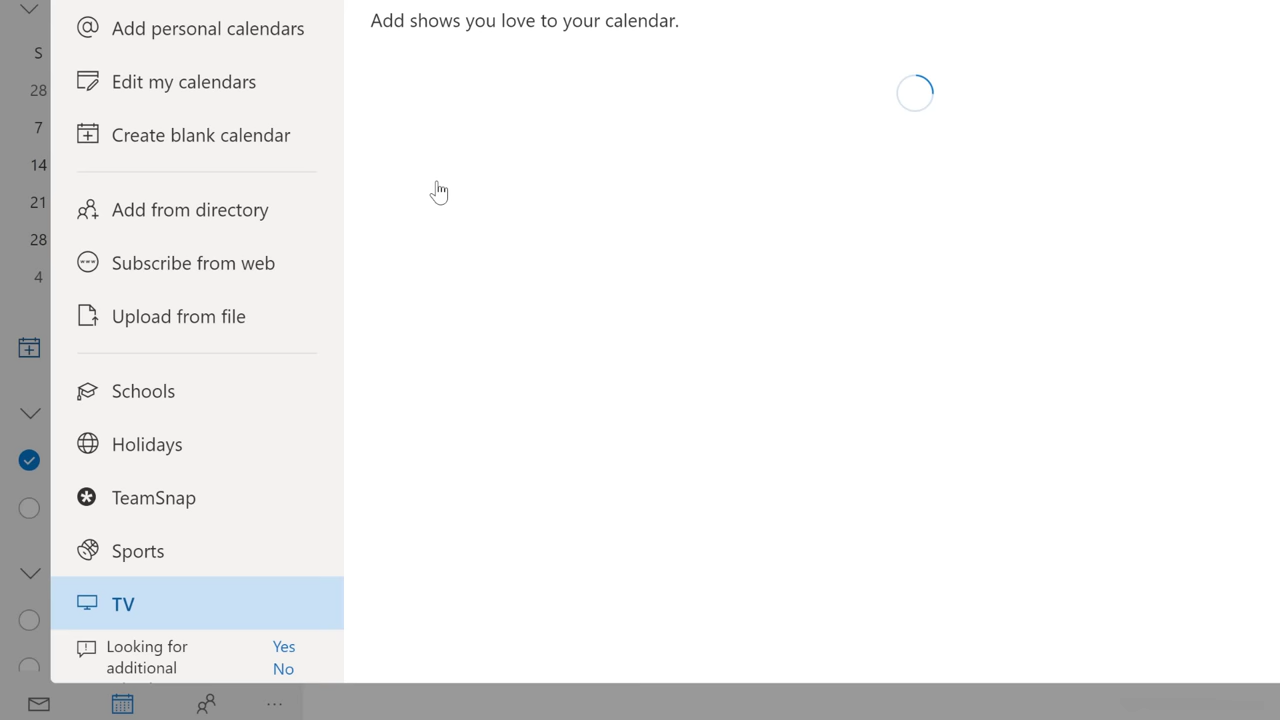 Add personal calendars
Edit my calendars
Create blank calendar
Add from directory
Subscribe from web
Upload from file
Schools
Holidays
TeamSnap
Sports
TV
Looking for
additional
Yes
No
Add shows you love to your calendar.
S
28
7
14
21
28
4